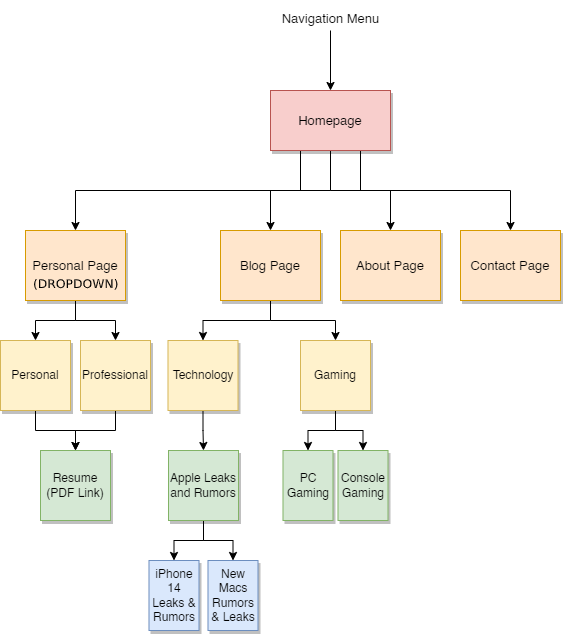 Navigation Menu
Homepage
Personal Page
(DROPDOWN)
Blog Page
About Page
Contact Page
Personal
Professional
Technology
Gaming
Resume
(PDF Link)
Apple Leaks
and Rumors
PC
Gaming
Console
Gaming
iPhone
14
Leaks &
Rumors
New
Macs
Rumors
& Leaks